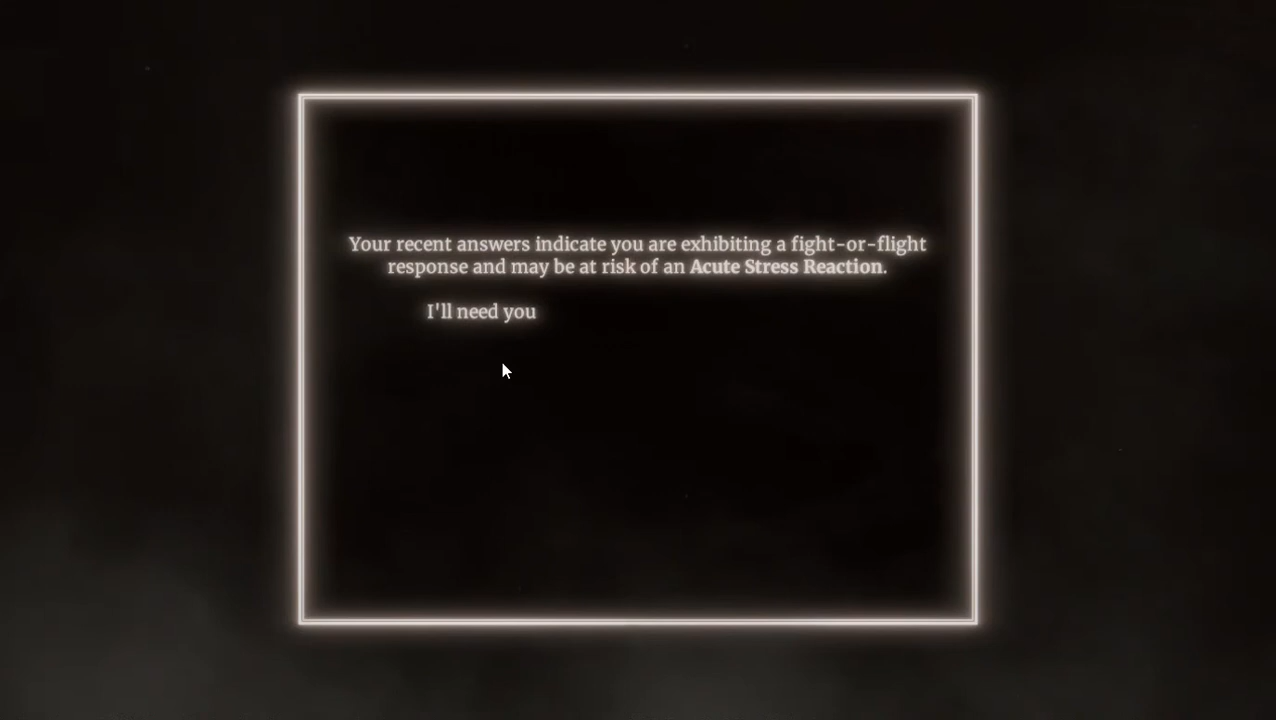 Your recent answers indicate you are exhibiting a fight-or-flight
response and may be at risk of an Acute Stress Reaction.
I'll need you